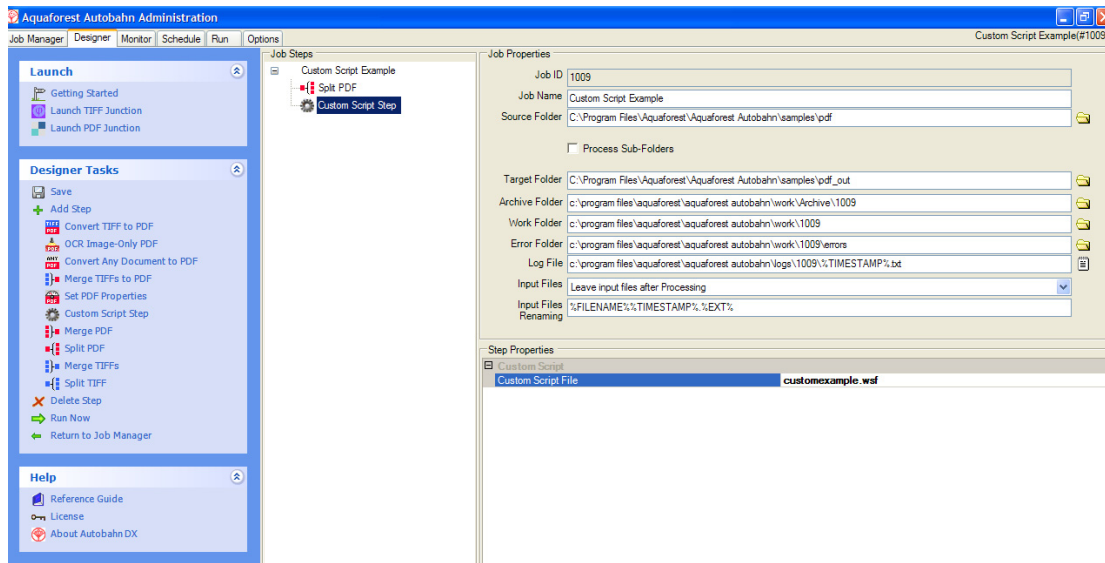 Aquaforest Autobahn Administration
Job Manager Designer Monitor Schedule Run Options
Custom Script Example(#1009
Launch
Getting Started
Launch TIFF Junction
Launch PDF Junction
Designer Tasks
Save
Add Step
Convert TIFF to PDF
OCR Image-Only PDF
Convert Any Document to PDF
Merge TIFFs to PDF
Set PDF Properties
Custom Script Step
Merge PDF
Split PDF
Merge TIFFs
Split TIFF
Delete Step
Run Now
Return to Job Manager
Help
Reference Guide
License
About Autobahn DX
Job Steps
Custom Script Example
Split PDF
Custom Script Step
Job Properties
Job ID 1009
Job Name Custom Script Example
Source Folder C:\Program Files\Aquaforest\Aquaforest Autobahn\samples\pdf
Process Sub-Folders
Target Folder C:\Program Files\Aquaforest\Aquaforest Autobahn\samples\pdf_out
Archive Folder c:\program files\aquaforest\aquaforest autobahn\work\Archive\1009
Work Folder c:\program files\aquaforest\aquaforest autobahn\work\1009
Error Folder c:\program files\aquaforest\aquaforest autobahn\work\1009\errors
Log File c:\program files\aquaforest\aquaforest autobahn\logs\1009\%TIMESTAMP%.txt
Input Files Leave input files after Processing
Input Files Renaming %FILENAME%%TIMESTAMP%.%EXT%
Step Properties
Custom Script
Custom Script File customexample.wsf